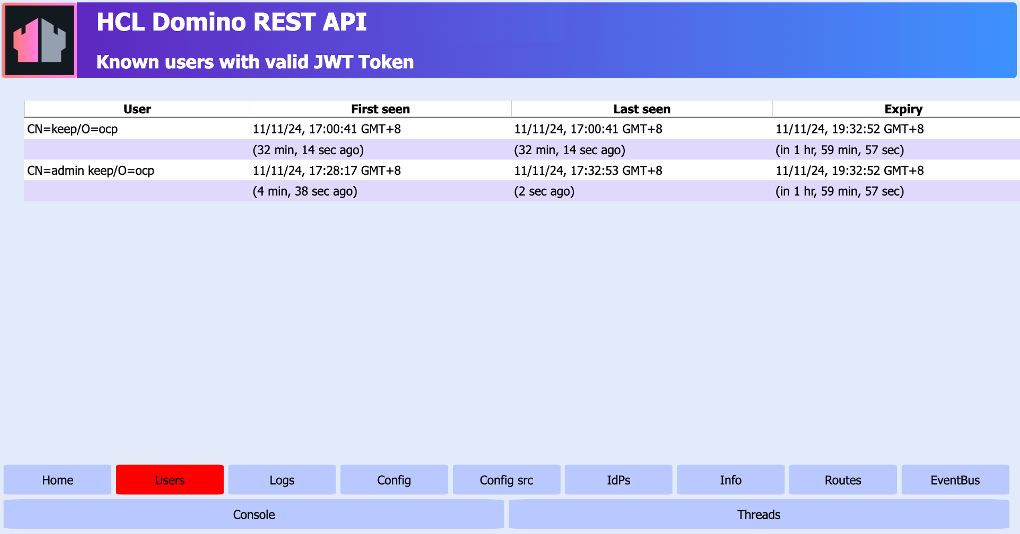 HCL Domino REST API
Known users with valid JWT Token
User First seen Last seen Expiry
CN=keep/O=ocp 11/11/24, 17:00:41 GMT+8 11/11/24, 17:00:41 GMT+8 11/11/24, 19:32:52 GMT+8
(32 min, 14 sec ago) (32 min, 14 sec ago) (in 1 hr, 59 min, 57 sec)
CN=admin keep/O=ocp 11/11/24, 17:28:17 GMT+8 11/11/24, 17:32:53 GMT+8 11/11/24, 19:32:52 GMT+8
(4 min, 38 sec ago) (2 sec ago) (in 1 hr, 59 min, 57 sec)
Home Users Logs Config Config src IdPs Info Routes EventBus
Console Threads